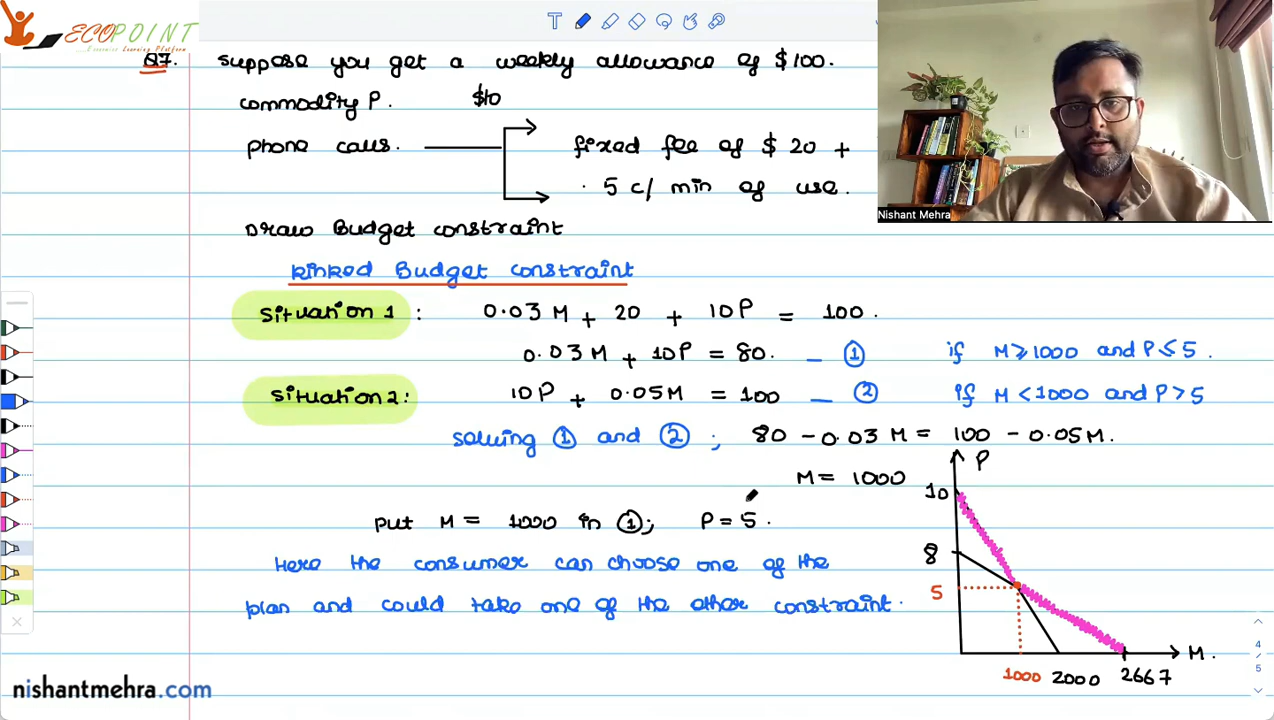 ECOPOINT
Economics Learning Platform
Q7. suppose you get a weekly allowance of $100.
commodity P. $10
phone calls. fixed fee of $ 20 +
5 c/ min of use.
Draw Budget constraint
kinked Budget constraint
Situation 1 : 0.03 M + 20 + 10P = 100.
0.03 M + 10P = 80. – ① if M ≥ 1000 and P ≤ 5.
Situation 2: 10P + 0.05M = 100 – ② if M < 1000 and P > 5
solving ① and ② ; 80 – 0.03 M = 100 – 0.05M.
M = 1000
put M = 1000 in ①; P = 5.
Here the consumer can choose one of the
plan and could take one of the other constraint.
P
10
8
5
1000 2000 2667 M.
Nishant Mehra
nishantmehra.com
4
/
5